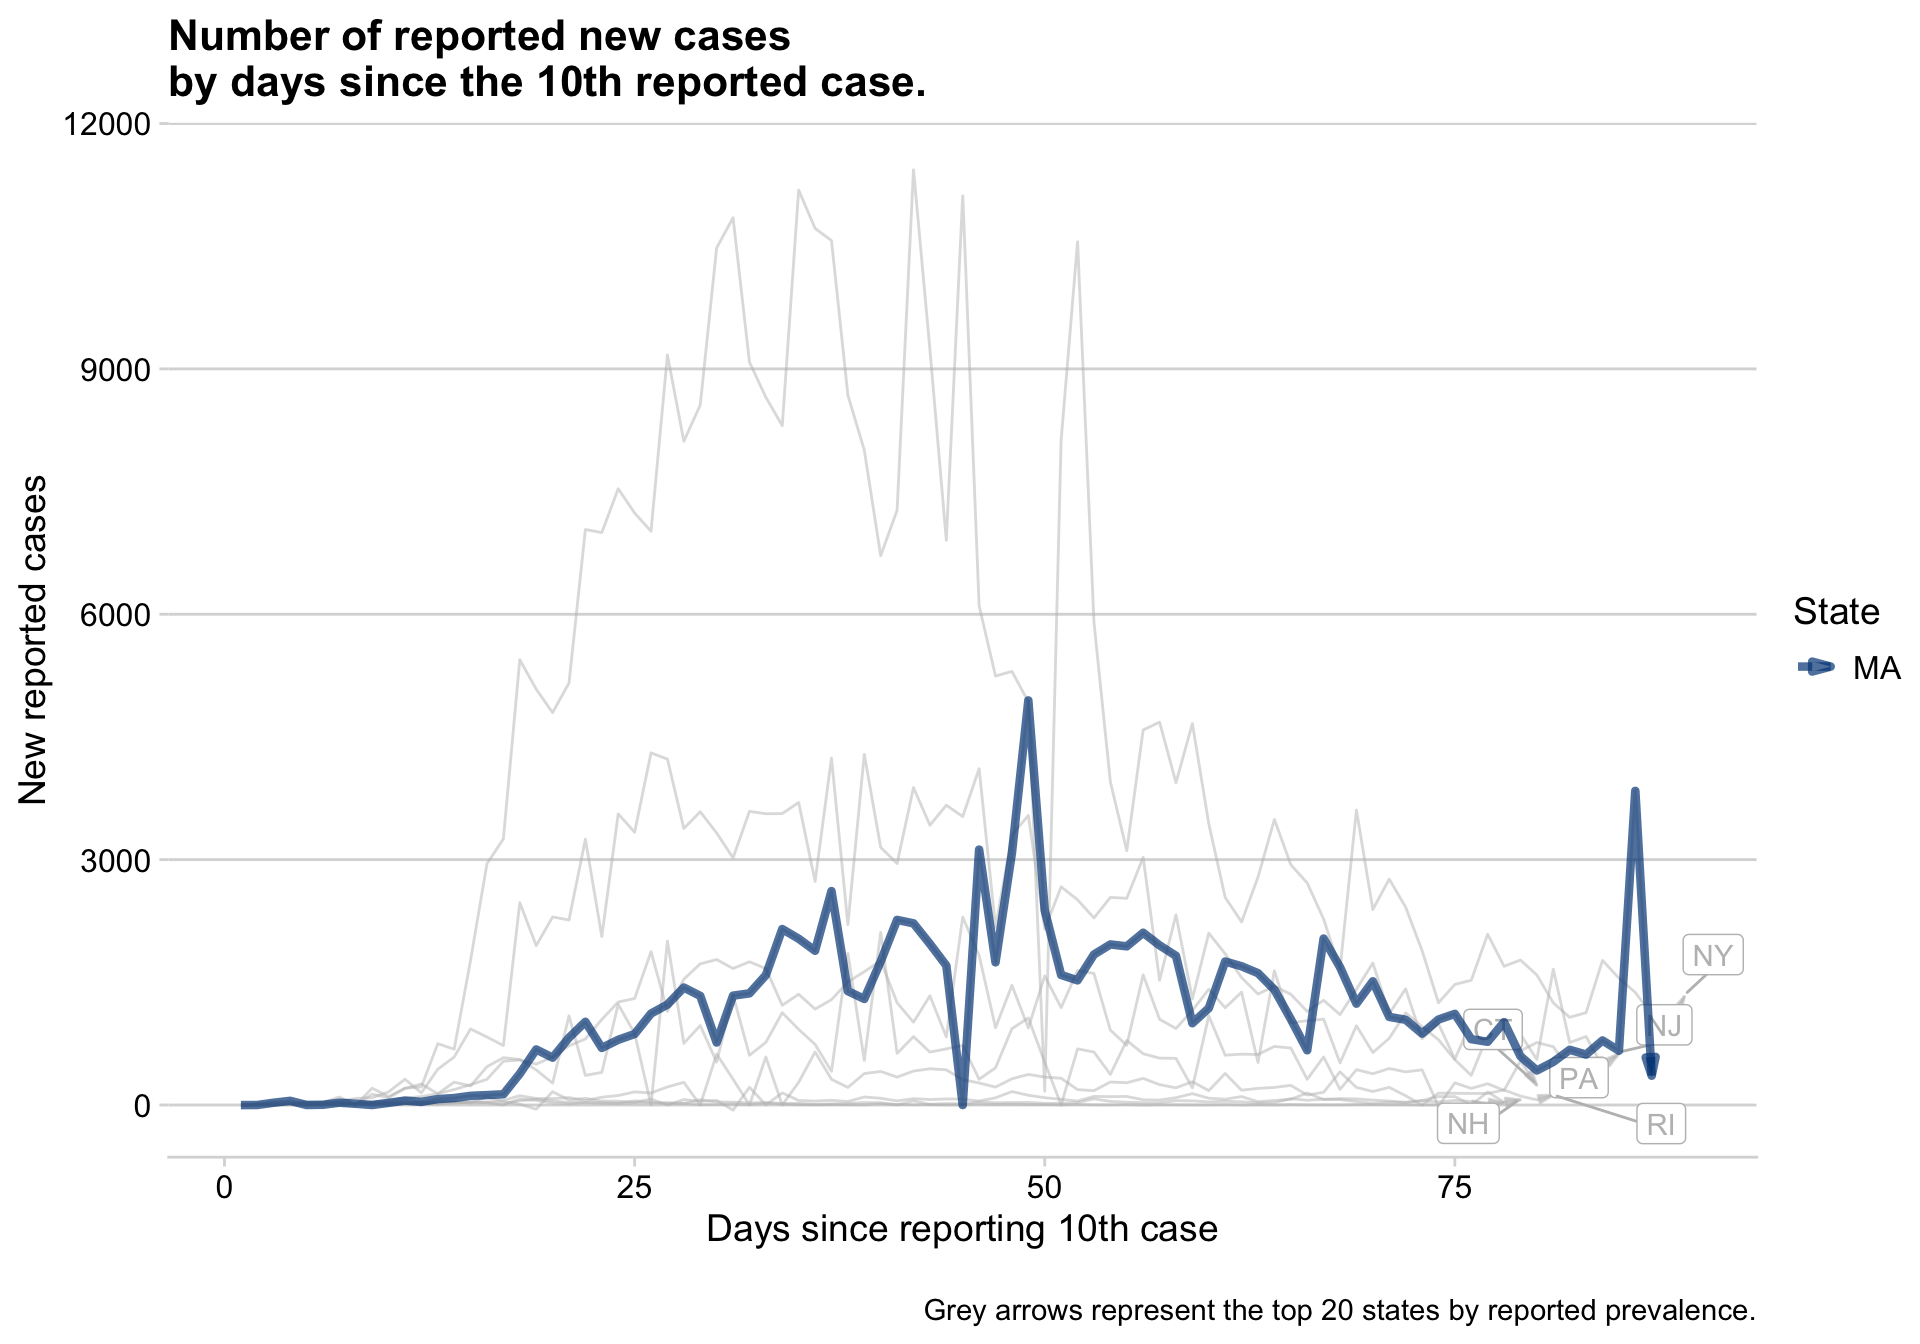 Number of reported new cases
by days since the 10th reported case.
12000
9000
6000
3000
0
New reported cases
State
MA
NY
NJ
CT
PA
NH
RI
0
25
50
75
Days since reporting 10th case
Grey arrows represent the top 20 states by reported prevalence.